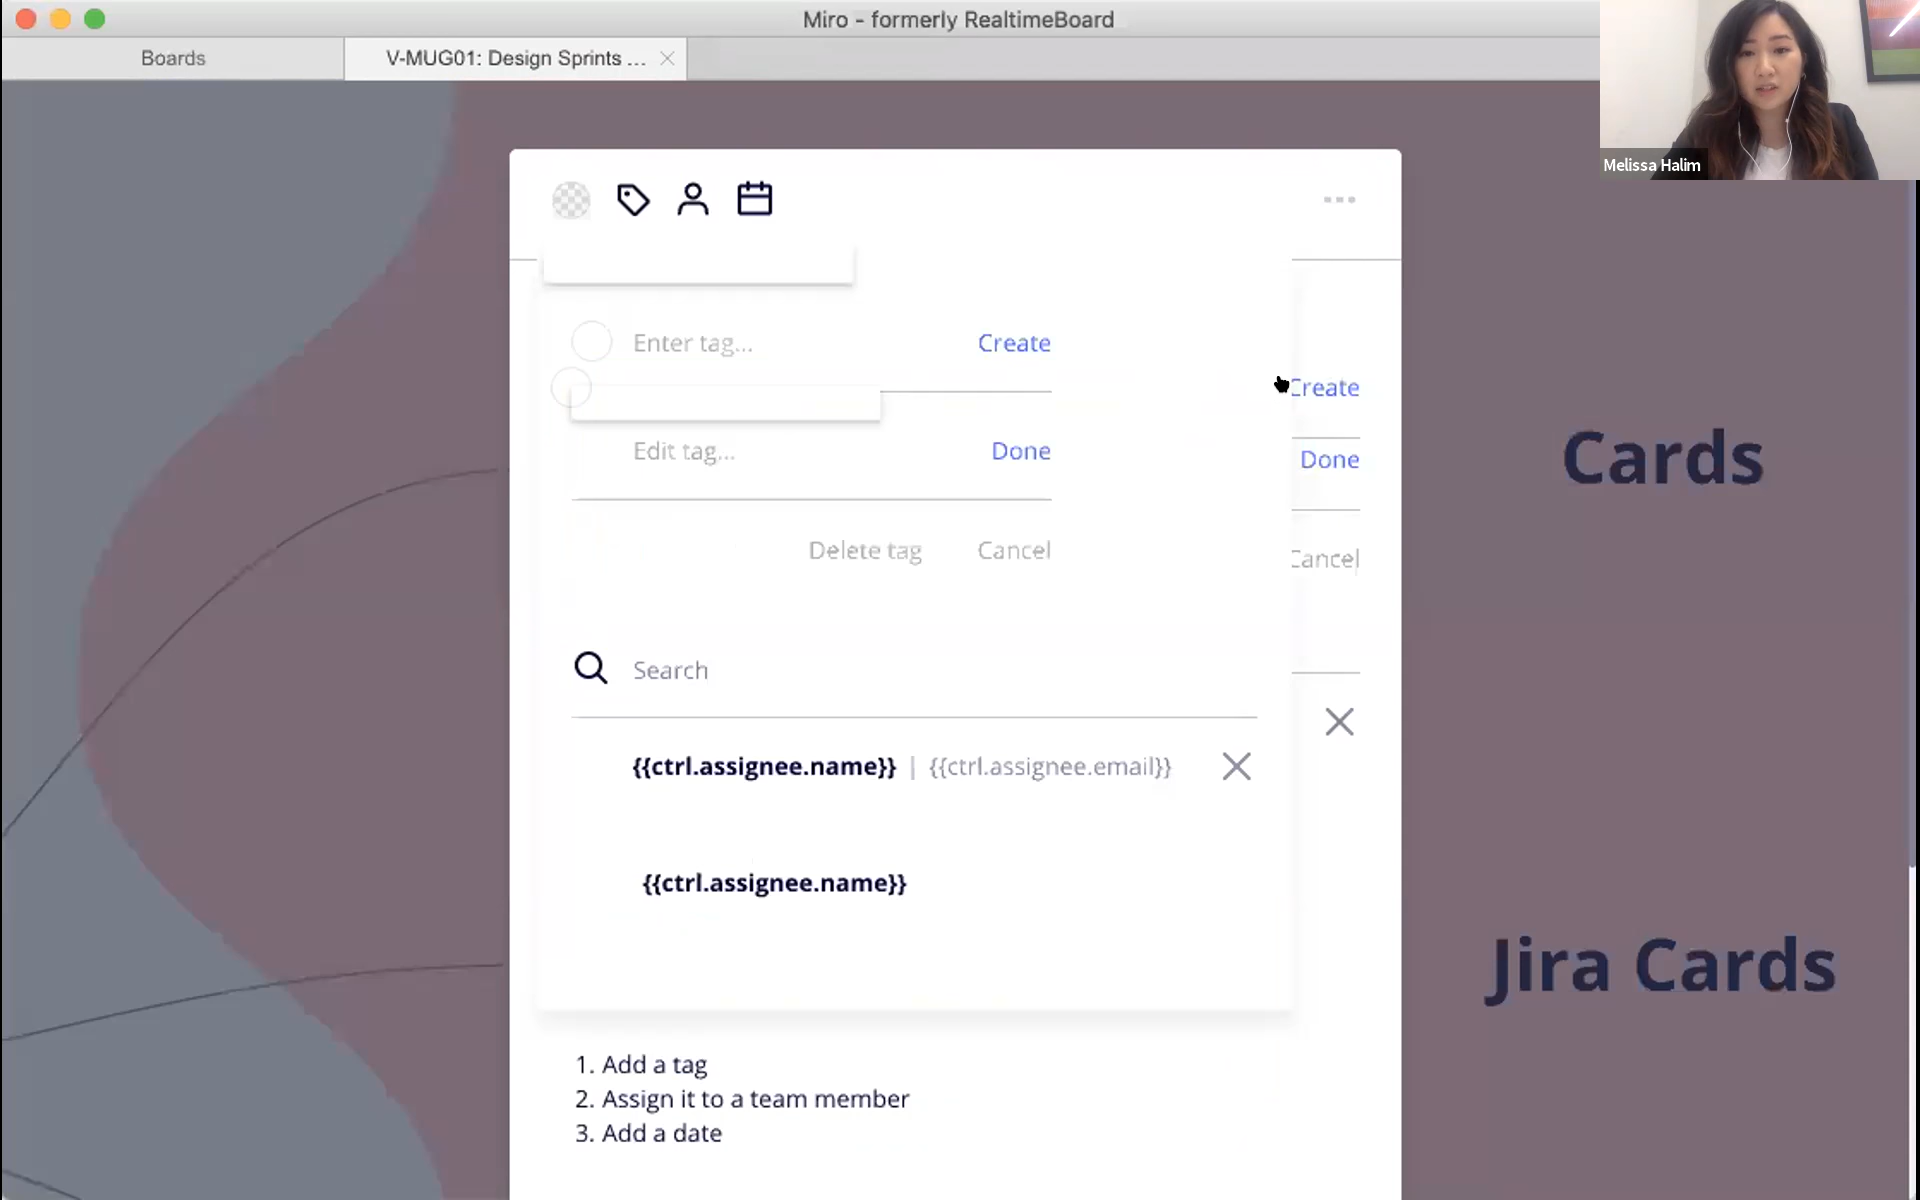 Miro - formerly RealtimeBoard
Boards
V-MUG01: Design Sprints ...
Melissa Halim
Enter tag...
Create
Create
Edit tag...
Done
Done
Delete tag
Cancel
Cancel
Search
{{ctrl.assignee.name}} | {{ctrl.assignee.email}}
{{ctrl.assignee.name}}
1. Add a tag
2. Assign it to a team member
3. Add a date
Cards
Jira Cards